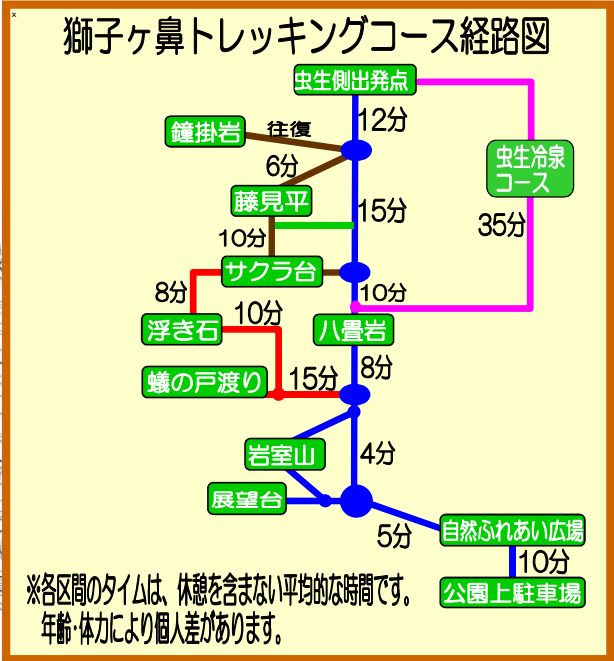 x
獅子ヶ鼻トレッキングコース経路図
虫生側出発点
12分
鐘掛岩
往復
虫生冷泉
コース
6分
藤見平
15分
35分
10分
サクラ台
8分
10分
10分
浮き石
八畳岩
8分
蟻の戸渡り
15分
岩室山
4分
展望台
5分
自然ふれあい広場
10分
公園上駐車場
※各区間のタイムは、休憩を含まない平均的な時間です。
年齢・体力により個人差があります。